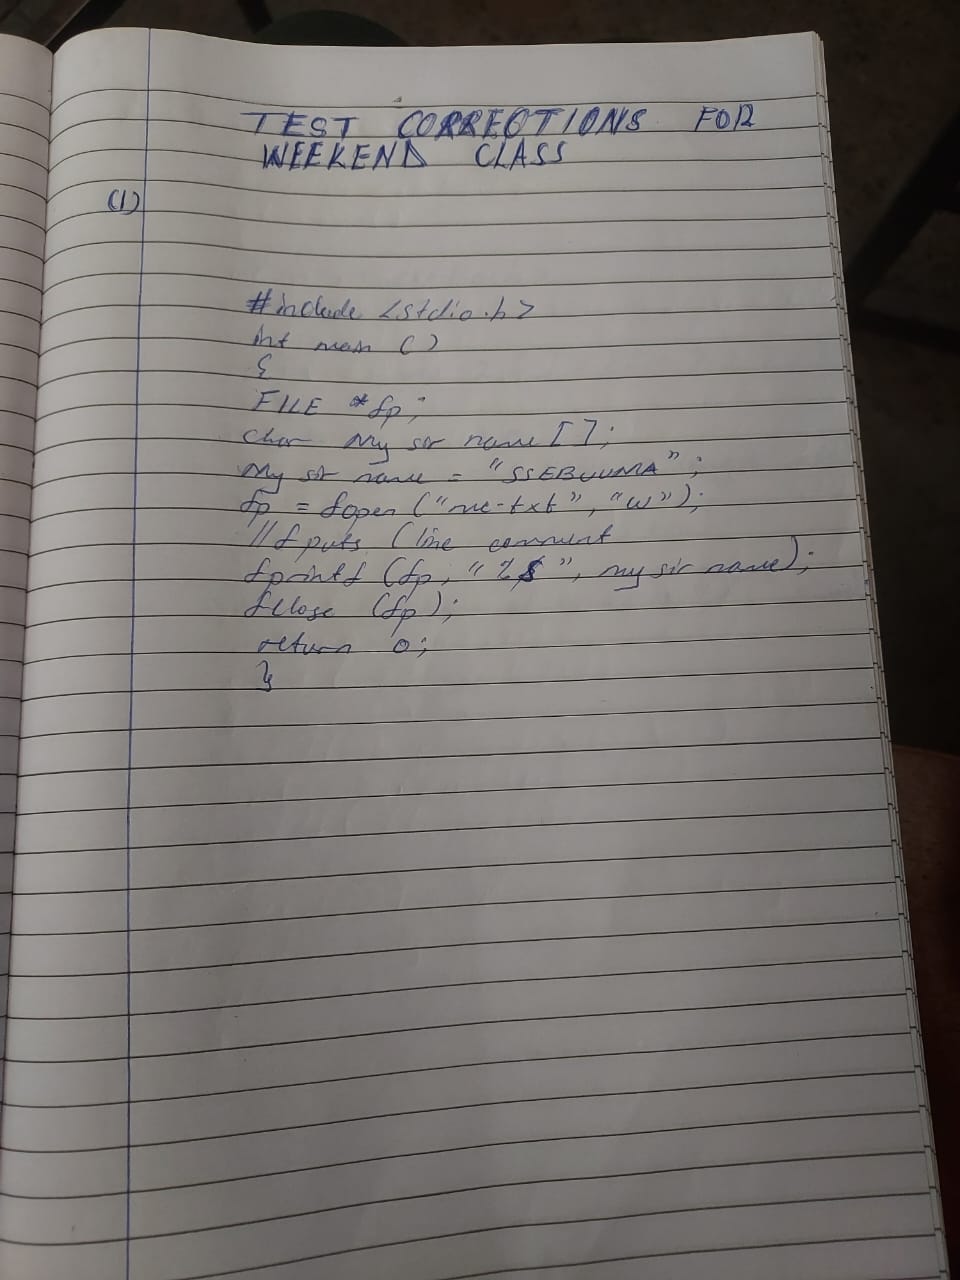 TEST CORRECTIONS FOR
WEEKEND CLASS
(1)
#include <stdio.h>
int main ()
{
FILE *fp;
char my sir name [ ];
my sir name = "SSEBUUMA";
fp = fopen ("me-txt", "w");
//fputs (line comment
fprintf (fp, "%s", my sir name);
fclose (fp);
return 0;
}